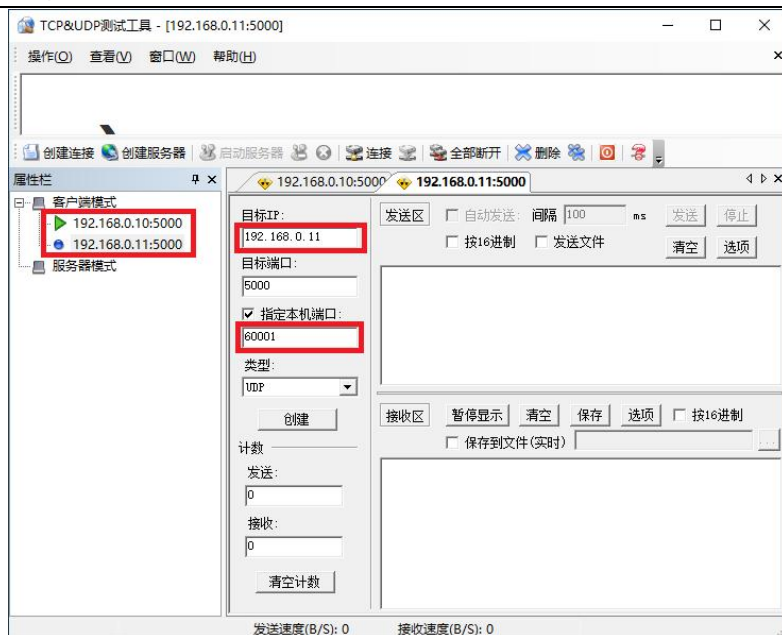 TCP&UDP测试工具 - [192.168.0.11:5000]
操作(O) 查看(V) 窗口(W) 帮助(H)
创建连接 创建服务器 启动服务器 连接 全部断开 删除
属性栏
客户端模式
192.168.0.10:5000
192.168.0.11:5000
服务器模式
192.168.0.10:5000 192.168.0.11:5000
目标IP:
192.168.0.11
目标端口:
5000
指定本机端口:
60001
类型:
UDP
创建
计数
发送:
0
接收:
0
清空计数
发送区 自动发送: 间隔 100 ms 发送 停止
按16进制 发送文件 清空 选项
接收区 暂停显示 清空 保存 选项 按16进制
保存到文件(实时) ...
发送速度(B/S): 0 接收速度(B/S): 0